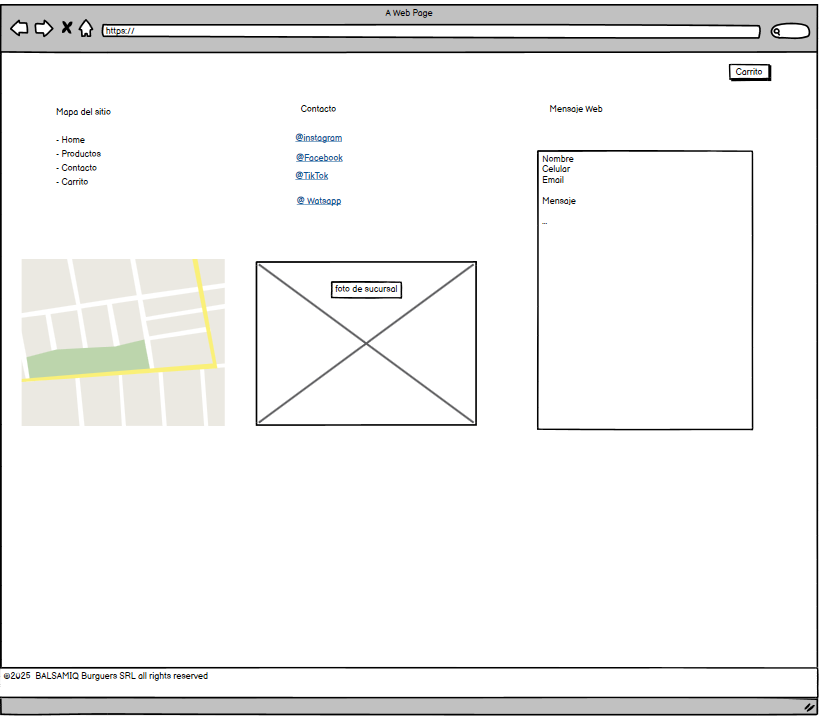 A Web Page
https://
Carrito
Mapa del sitio
- Home
- Productos
- Contacto
- Carrito
Contacto
@instagram
@Facebook
@TikTok
@ Watsapp
Mensaje Web
Nombre
Celular
Email
Mensaje
...
foto de sucursal
©2025 BALSAMIQ Burguers SRL all rights reserved